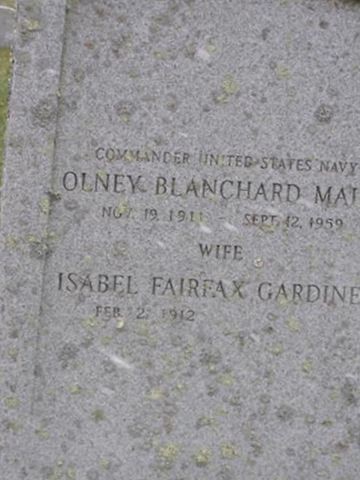 COMMANDER UNITED STATES NAVY
OLNEY BLANCHARD
NOV. 19, 1911 - SEPT. 12, 1959
WIFE
ISABEL FAIRFAX
FEB. 2, 1912